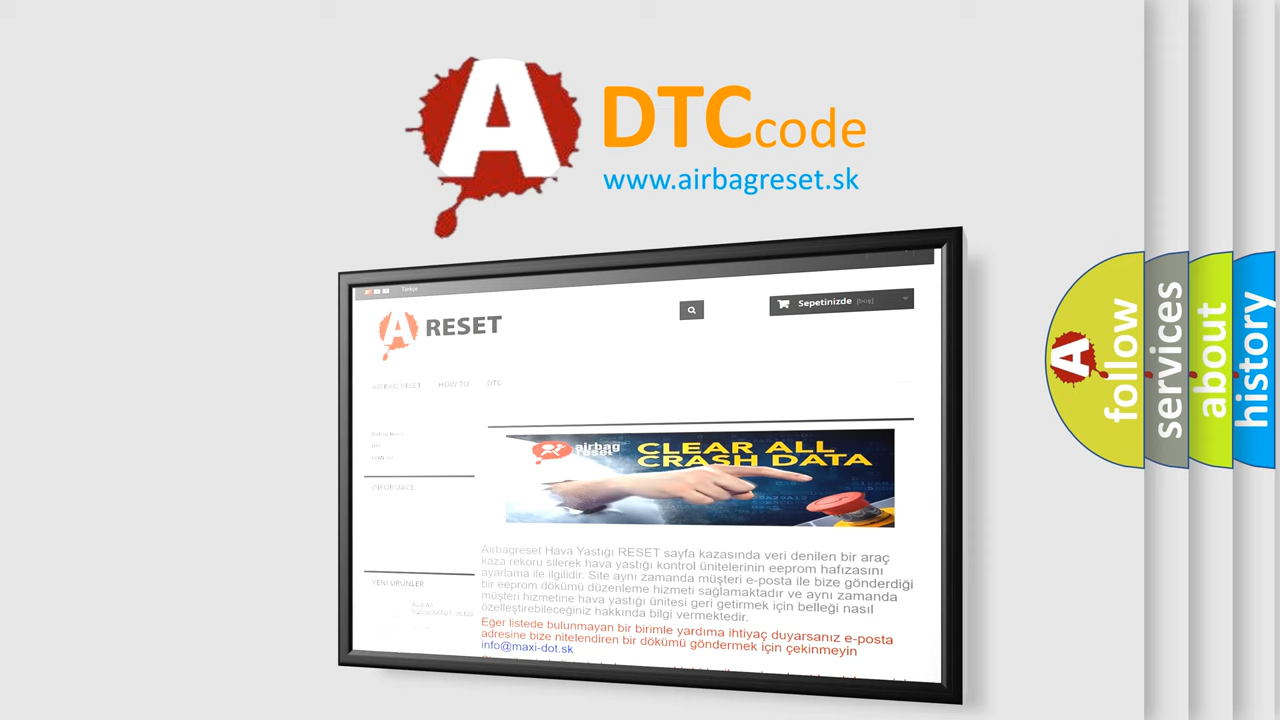 A
DTCcode
www.airbagreset.sk
Türkçe
A RESET
Sepetinizde
AIRBAG RESET HOW TO DTC
HOW TO
INFORMACE
airbag
reset
CLEAR ALL
CRASH DATA
Airbagreset Hava Yastığı RESET sayfa kazasında veri denilen bir araç
kaza rekoru silerek hava yastığı kontrol ünitelerinin eeprom hafızasını
ayarlama ile ilgilidir. Site aynı zamanda müşteri e-posta ile bize gönderdiği
bir eeprom dökümü düzenleme hizmeti sağlamaktadır ve aynı zamanda
müşteri hizmetine hava yastığı ünitesi geri getirmek için belleği nasıl
özelleştirebileceğiniz hakkında bilgi vermektedir.
Eğer listede bulunmayan bir birimle yardıma ihtiyaç duyarsanız e-posta
adresine bize nitelendiren bir dökümü göndermek için çekinmeyin
info@maxi-dot.sk
YENI ÜRÜNLER
A
follow
services
about
history